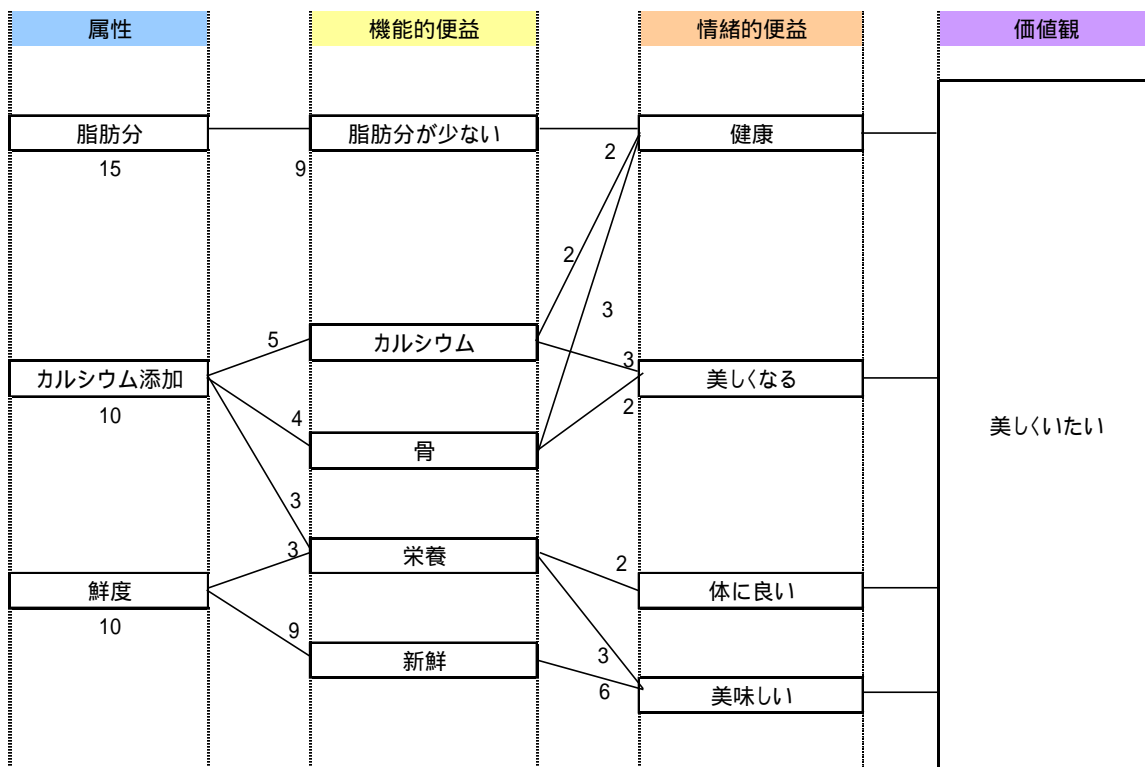 属性 機能的便益 情緒的便益 価値観
脂肪分 脂肪分が少ない 健康
15 9 2
2
3
5 カルシウム 3
カルシウム添加 美しくなる
10 4 2
骨 美しくいたい
3
3 栄養 2
鮮度 体に良い
10 9
新鮮 3
6 美味しい